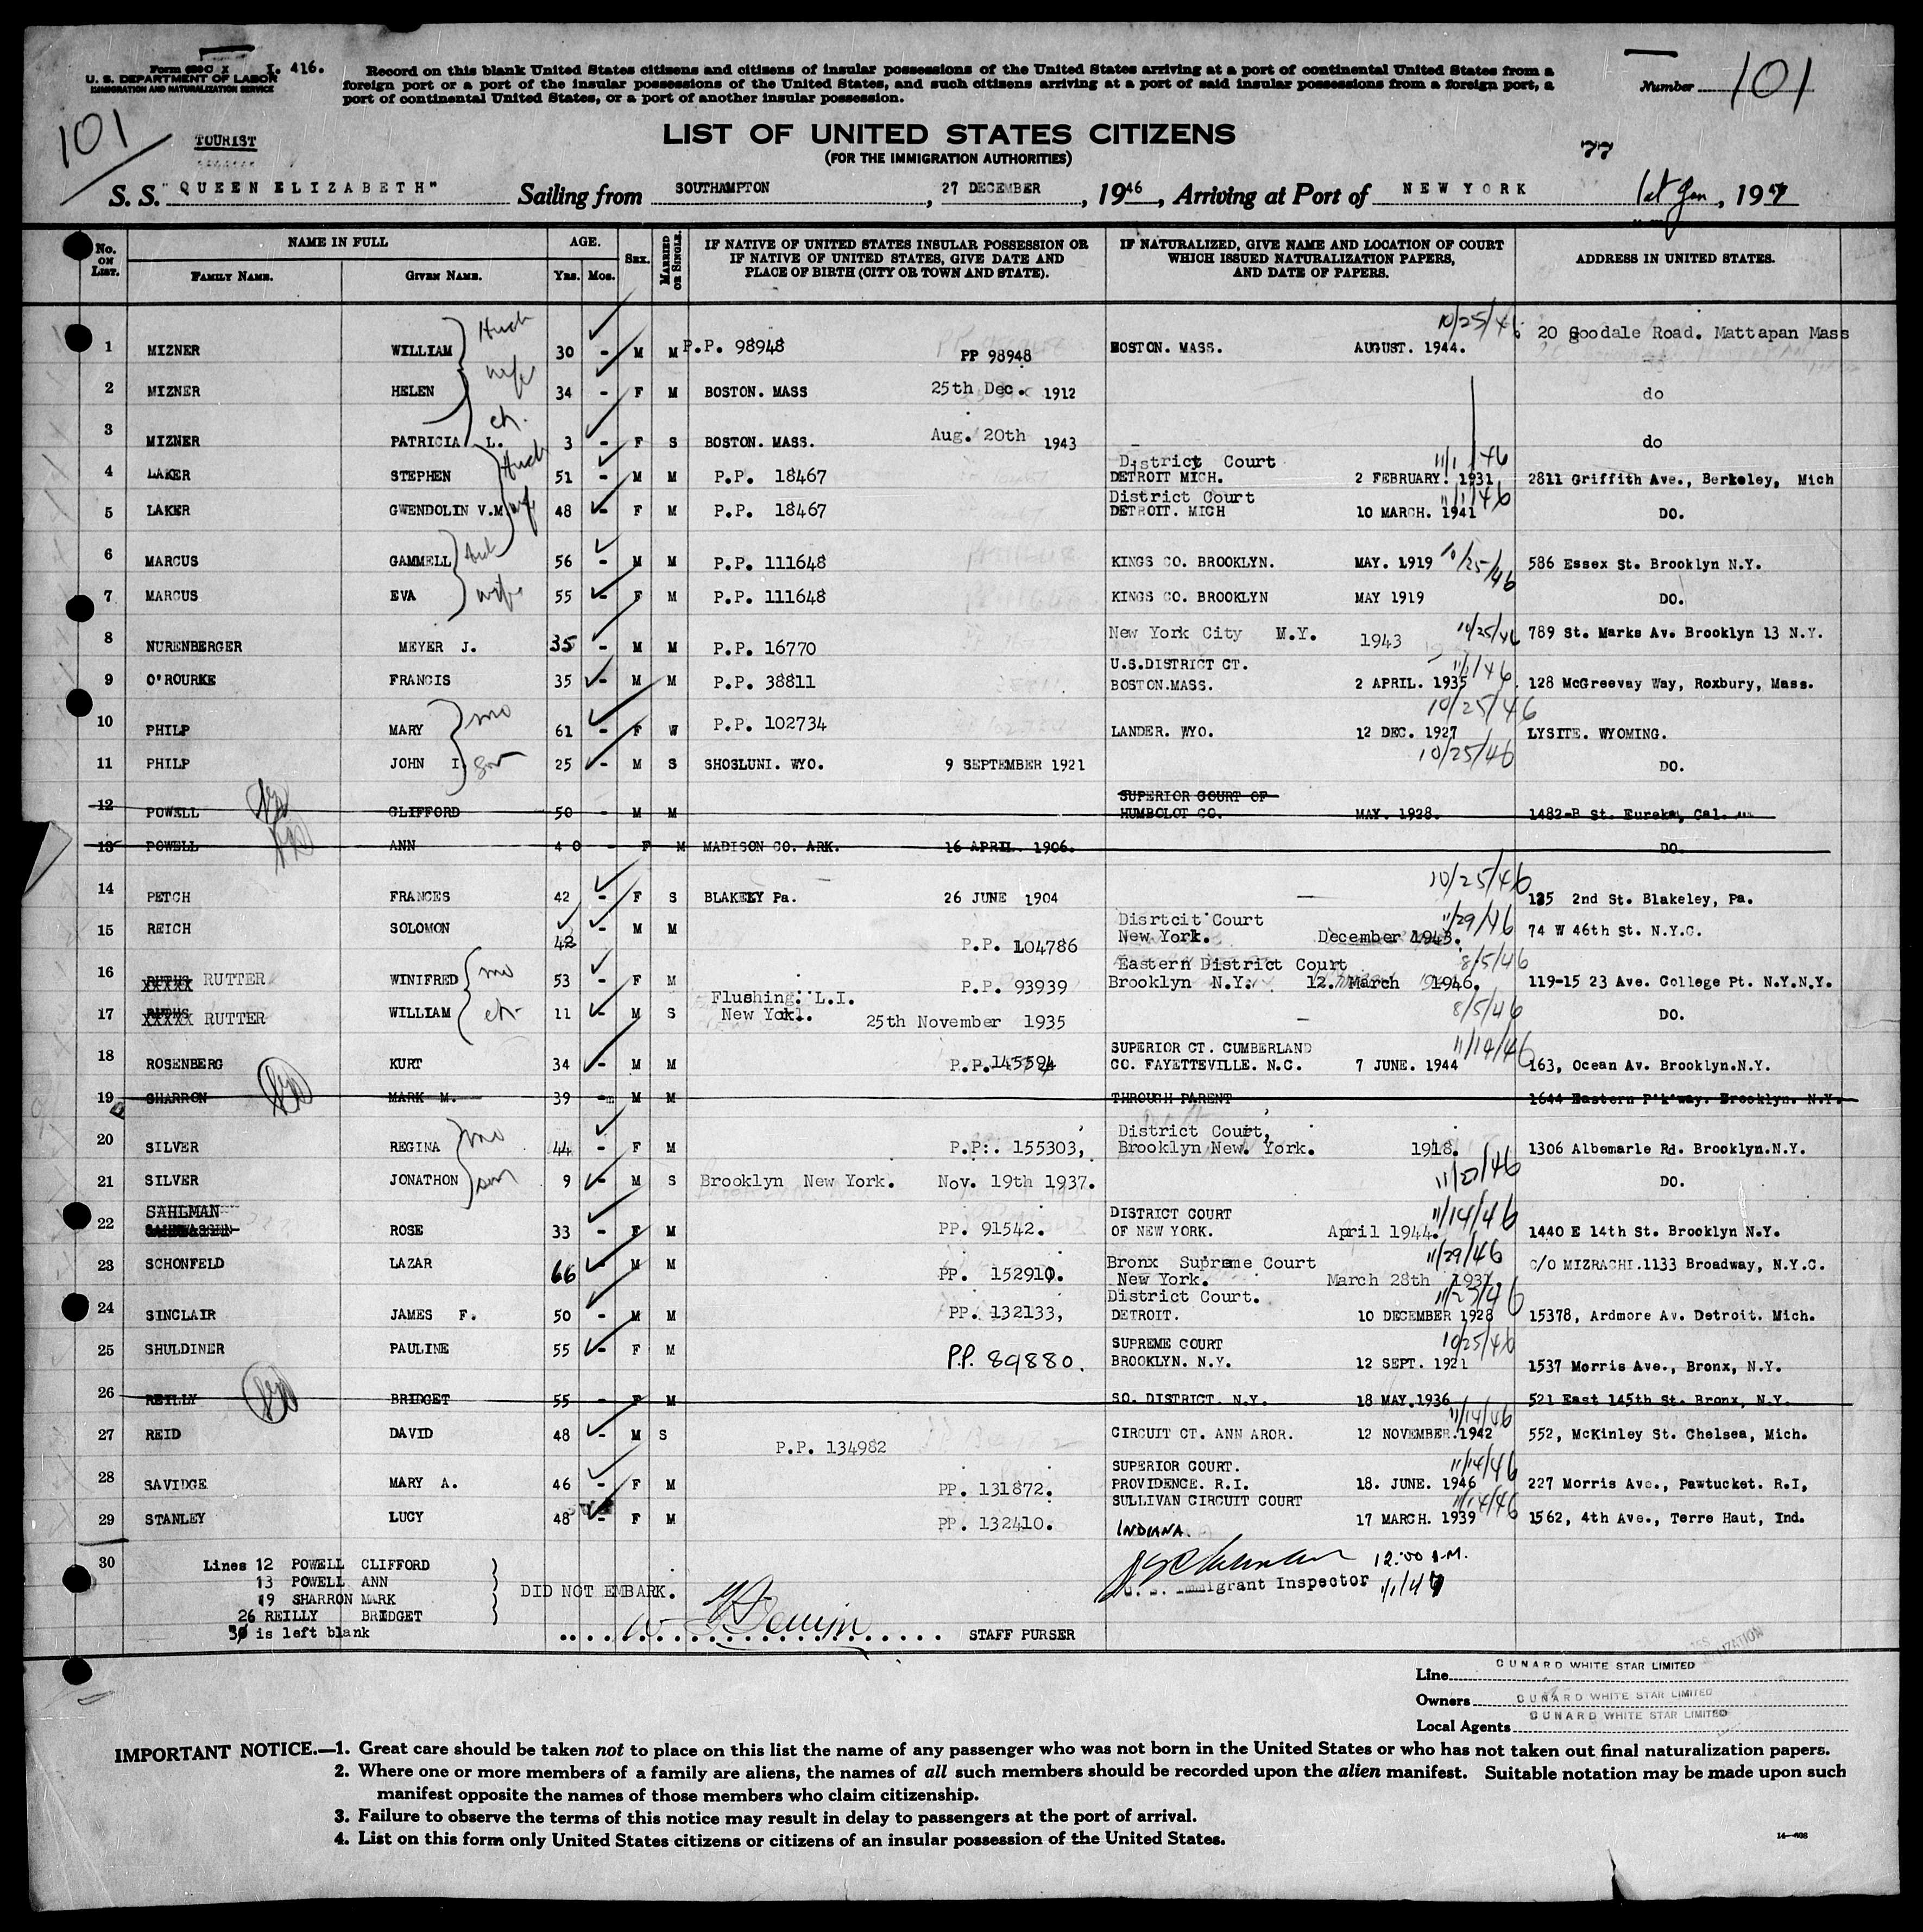 Form 630-C X I. 416.
U. S. DEPARTMENT OF LABOR
IMMIGRATION AND NATURALIZATION SERVICE
Record on this blank United States citizens and citizens of insular possessions of the United States arriving at a port of continental United States from a
foreign port or a port of the insular possessions of the United States, and such citizens arriving at a port of said insular possessions from a foreign port, a
port of continental United States, or a port of another insular possession.
Number 101
101
TOURIST
LIST OF UNITED STATES CITIZENS
(FOR THE IMMIGRATION AUTHORITIES)
77
S. S. "QUEEN ELIZABETH" Sailing from SOUTHAMPTON, 27 DECEMBER, 1946, Arriving at Port of NEW YORK 1st Jan, 1947
No. ON LIST. NAME IN FULL AGE. SEX. MARRIED OR SINGLE. IF NATIVE OF UNITED STATES INSULAR POSSESSION OR IF NATIVE OF UNITED STATES, GIVE DATE AND PLACE OF BIRTH (CITY OR TOWN AND STATE). IF NATURALIZED, GIVE NAME AND LOCATION OF COURT WHICH ISSUED NATURALIZATION PAPERS, AND DATE OF PAPERS. ADDRESS IN UNITED STATES.
FAMILY NAME. GIVEN NAME. YRS. MOS.
1 MIZNER WILLIAM Husb 30 - M M P.P. 98948 PP 98948 BOSTON. MASS. AUGUST. 1944. 10/25/46 20 Goodale Road. Mattapan Mass
2 MIZNER HELEN wife 34 - F M BOSTON. MASS 25th Dec. 1912 do
3 MIZNER PATRICIA L. ch. 3 - F S BOSTON. MASS. Aug. 20th 1943 - do
4 LAKER STEPHEN Husb 51 - M M P.P. 18467 District Court DETROIT MICH. 2 FEBRUARY. 1931 11/1/46 2811 Griffith Ave., Berkeley, Mich
5 LAKER GWENDOLIN V.M. wife 48 - F M P.P. 18467 District Court DETROIT. MICH 10 MARCH. 1941 11/1/46 DO.
6 MARCUS GAMMELL Husb 56 - M M P.P. 111648 KINGS CO. BROOKLYN. MAY. 1919 10/25/46 586 Essex St. Brooklyn N.Y.
7 MARCUS EVA wife 55 - F M P.P. 111648 KINGS CO. BROOKLYN MAY 1919 DO.
8 NURENBERGER MEYER J. 35 - M M P.P. 16770 New York City M.Y. 1943 10/25/46 789 St. Marks Av. Brooklyn 13 N.Y.
9 O'ROURKE FRANCIS 35 - M M P.P. 38811 U.S.DISTRICT CT. BOSTON.MASS. 2 APRIL. 1935 11/1/46 128 McGreevay Way, Roxbury, Mass.
10 PHILP MARY mo 61 - F W P.P. 102734 LANDER. WYO. 12 DEC. 1927 10/25/46 LYSITE. WYOMING.
11 PHILP JOHN I. son 25 - M S SHOSLUNI. WYO. 9 SEPTEMBER 1921 10/25/46 DO.
12 POWELL CLIFFORD 50 - M M SUPERIOR COURT OF HUMBOLOT CO. MAY. 1928. 1482-B St. Eureka, Cal.
13 POWELL ANN 40 - F M MADISON CO. ARK. 16 APRIL. 1906. DO.
14 PETCH FRANCES 42 - F S BLAKELY Pa. 26 JUNE 1904 - 10/25/46 125 2nd St. Blakeley, Pa.
15 REICH SOLOMON 42 - M M P.P. 104786 Disrtcit Court New York. December 1943. 11/29/46 74 W 46th St. N.Y.C.
16 RUTTER WINIFRED mo 53 - F M P.P. 93939 Eastern District Court Brooklyn N.Y. 12. March 1946. 8/5/46 119-15 23 Ave. College Pt. N.Y.N.Y.
17 RUTTER WILLIAM ch- 11 - M S Flushing. L.I. New York. 25th November 1935 - 8/5/46 DO.
18 ROSENBERG KURT 34 - M M P.P. 145594 SUPERIOR CT. CUMBERLAND CO. FAYETTEVILLE. N.C. 7 JUNE. 1944 11/14/46 163, Ocean Av. Brooklyn.N.Y.
19 SHARRON MARK M. 39 - M M THROUGH PARENT 1644 Eastern P'k'way. Brooklyn. N.Y.
20 SILVER REGINA mo 44 - F M P.P. 155303, District Court, Brooklyn New York. 1918. 1306 Albemarle Rd. Brooklyn.N.Y.
21 SILVER JONATHON son 9 - M S Brooklyn New York. Nov. 19th 1937. 11/27/46 DO.
22 SAHLMAN ROSE 33 - F M PP. 91542. DISTRICT COURT OF NEW YORK. April 1944. 11/14/46 1440 E 14th St. Brooklyn N.Y.
23 SCHONFELD LAZAR 66 - M M PP. 152910. Bronx Supreme Court New York. March 28th 1931. 11/29/46 C/O MIZRACHI.1133 Broadway, N.Y.C.
24 SINCLAIR JAMES F. 50 - M M PP. 132133, District Court. DETROIT. 10 DECEMBER 1928 11/27/46 15378, Ardmore Av. Detroit. Mich.
25 SHULDINER PAULINE 55 - F M P.P. 89880. SUPREME COURT BROOKLYN. N.Y. 12 SEPT. 1921 10/25/46 1537 Morris Ave., Bronx, N.Y.
26 REILLY BRIDGET 55 - F M SO. DISTRICT. N.Y. 18 MAY.1936 521 East 145th St. Bronx, N.Y.
27 REID DAVID 48 - M S P.P. 134982 CIRCUIT CT. ANN AROR. 12 NOVEMBER.1942 11/14/46 552, McKinley St. Chelsea, Mich.
28 SAVIDGE MARY A. 46 - F M PP. 131872. SUPERIOR COURT. PROVIDENCE. R.I. 18. JUNE. 1946 11/14/46 227 Morris Ave., Pawtucket. R.I,
29 STANLEY LUCY 48 - F M PP. 132410. SULLIVAN CIRCUIT COURT INDIANA. 17 MARCH. 1939 11/14/46 1562, 4th Ave., Terre Haut, Ind.
30 Lines 12 POWELL CLIFFORD
13 POWELL ANN
19 SHARRON MARK
26 REILLY BRIDGET
DID NOT EMBARK.
30 is left blank
STAFF PURSER
12:00 A.M.
U. S. Immigrant Inspector 1/1/47
Line CUNARD WHITE STAR LIMITED
Owners CUNARD WHITE STAR LIMITED
Local Agents CUNARD WHITE STAR LIMITED
IMPORTANT NOTICE.—1. Great care should be taken not to place on this list the name of any passenger who was not born in the United States or who has not taken out final naturalization papers.
2. Where one or more members of a family are aliens, the names of all such members should be recorded upon the alien manifest. Suitable notation may be made upon such
manifest opposite the names of those members who claim citizenship.
3. Failure to observe the terms of this notice may result in delay to passengers at the port of arrival.
4. List on this form only United States citizens or citizens of an insular possession of the United States.
14—608